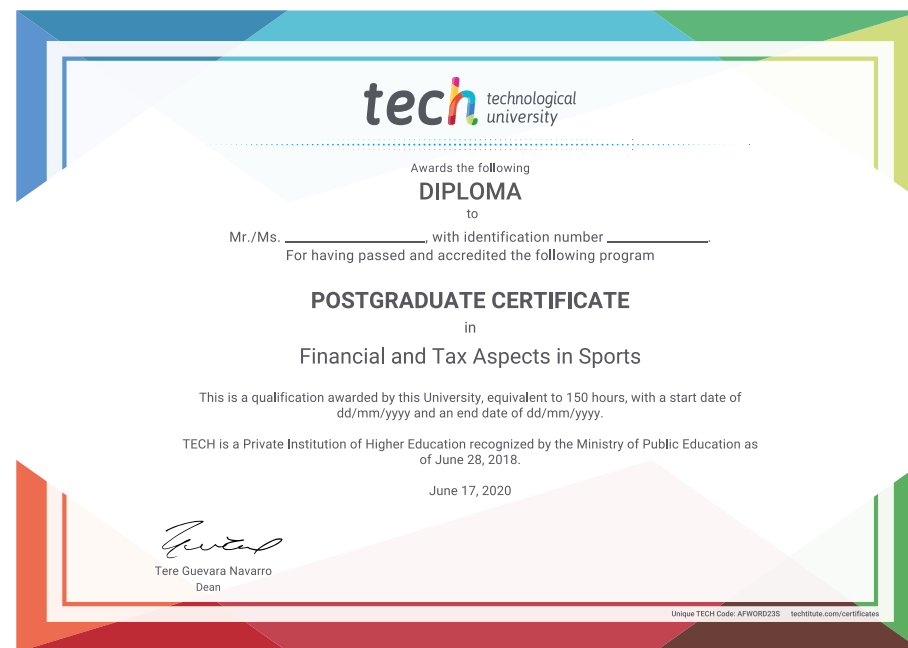 tech technological
university
Awards the following
DIPLOMA
to
Mr./Ms. ____________________, with identification number ______________.
For having passed and accredited the following program
POSTGRADUATE CERTIFICATE
in
Financial and Tax Aspects in Sports
This is a qualification awarded by this University, equivalent to 150 hours, with a start date of
dd/mm/yyyy and an end date of dd/mm/yyyy.
TECH is a Private Institution of Higher Education recognized by the Ministry of Public Education as
of June 28, 2018.
June 17, 2020
Tere Guevara Navarro
Dean
Unique TECH Code: AFWORD23S techtitute.com/certificates